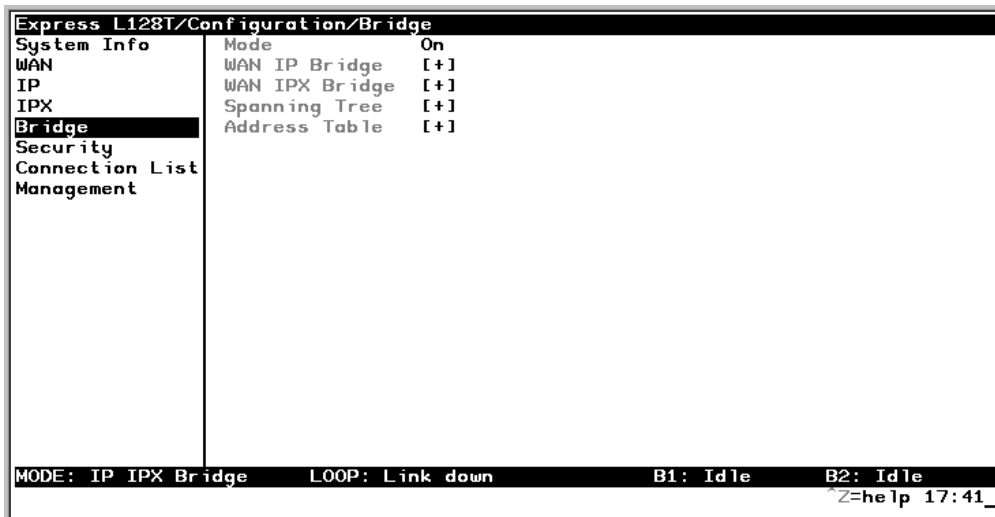 Express L128T/Configuration/Bridge
System Info Mode On
WAN WAN IP Bridge [+]
IP WAN IPX Bridge [+]
IPX Spanning Tree [+]
Bridge Address Table [+]
Security
Connection List
Management
MODE: IP IPX Bridge LOOP: Link down B1: Idle B2: Idle
^Z=help 17:41_